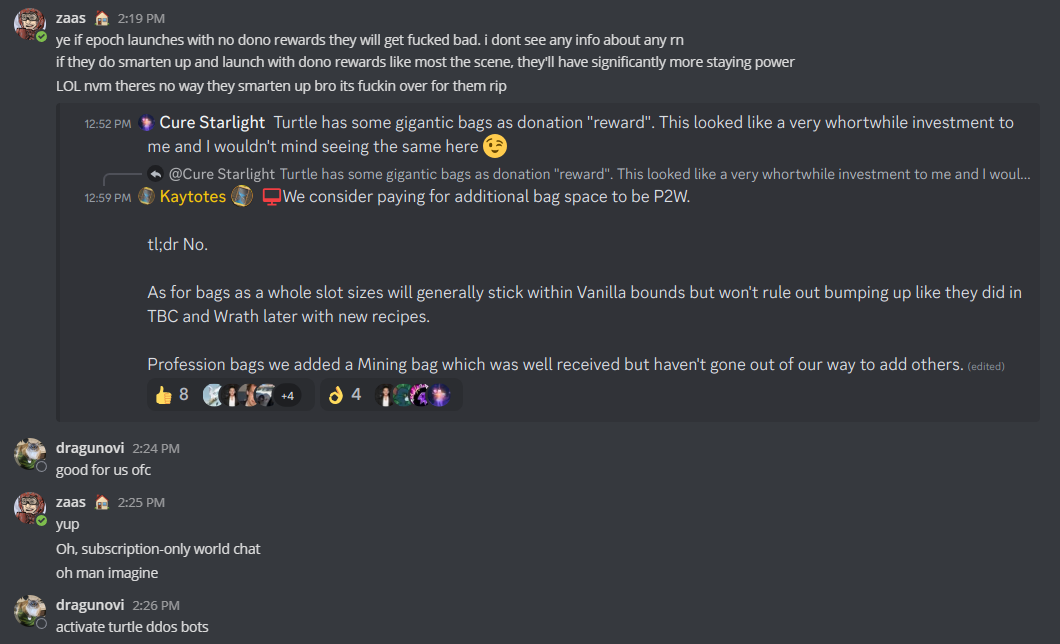 zaas 2:19 PM
ye if epoch launches with no dono rewards they will get fucked bad. i dont see any info about any rn
if they do smarten up and launch with dono rewards like most the scene, they'll have significantly more staying power
LOL nvm theres no way they smarten up bro its fuckin over for them rip
12:52 PM Cure Starlight Turtle has some gigantic bags as donation "reward". This looked like a very whortwhile investment to
me and I wouldn't mind seeing the same here 😉
@Cure Starlight Turtle has some gigantic bags as donation "reward". This looked like a very whortwhile investment to me and I woul...
12:59 PM Kaytotes We consider paying for additional bag space to be P2W.
tl;dr No.
As for bags as a whole slot sizes will generally stick within Vanilla bounds but won't rule out bumping up like they did in
TBC and Wrath later with new recipes.
Profession bags we added a Mining bag which was well received but haven't gone out of our way to add others. (edited)
👍 8 +4 👌 4
dragunovi 2:24 PM
good for us ofc
zaas 2:25 PM
yup
Oh, subscription-only world chat
oh man imagine
dragunovi 2:26 PM
activate turtle ddos bots